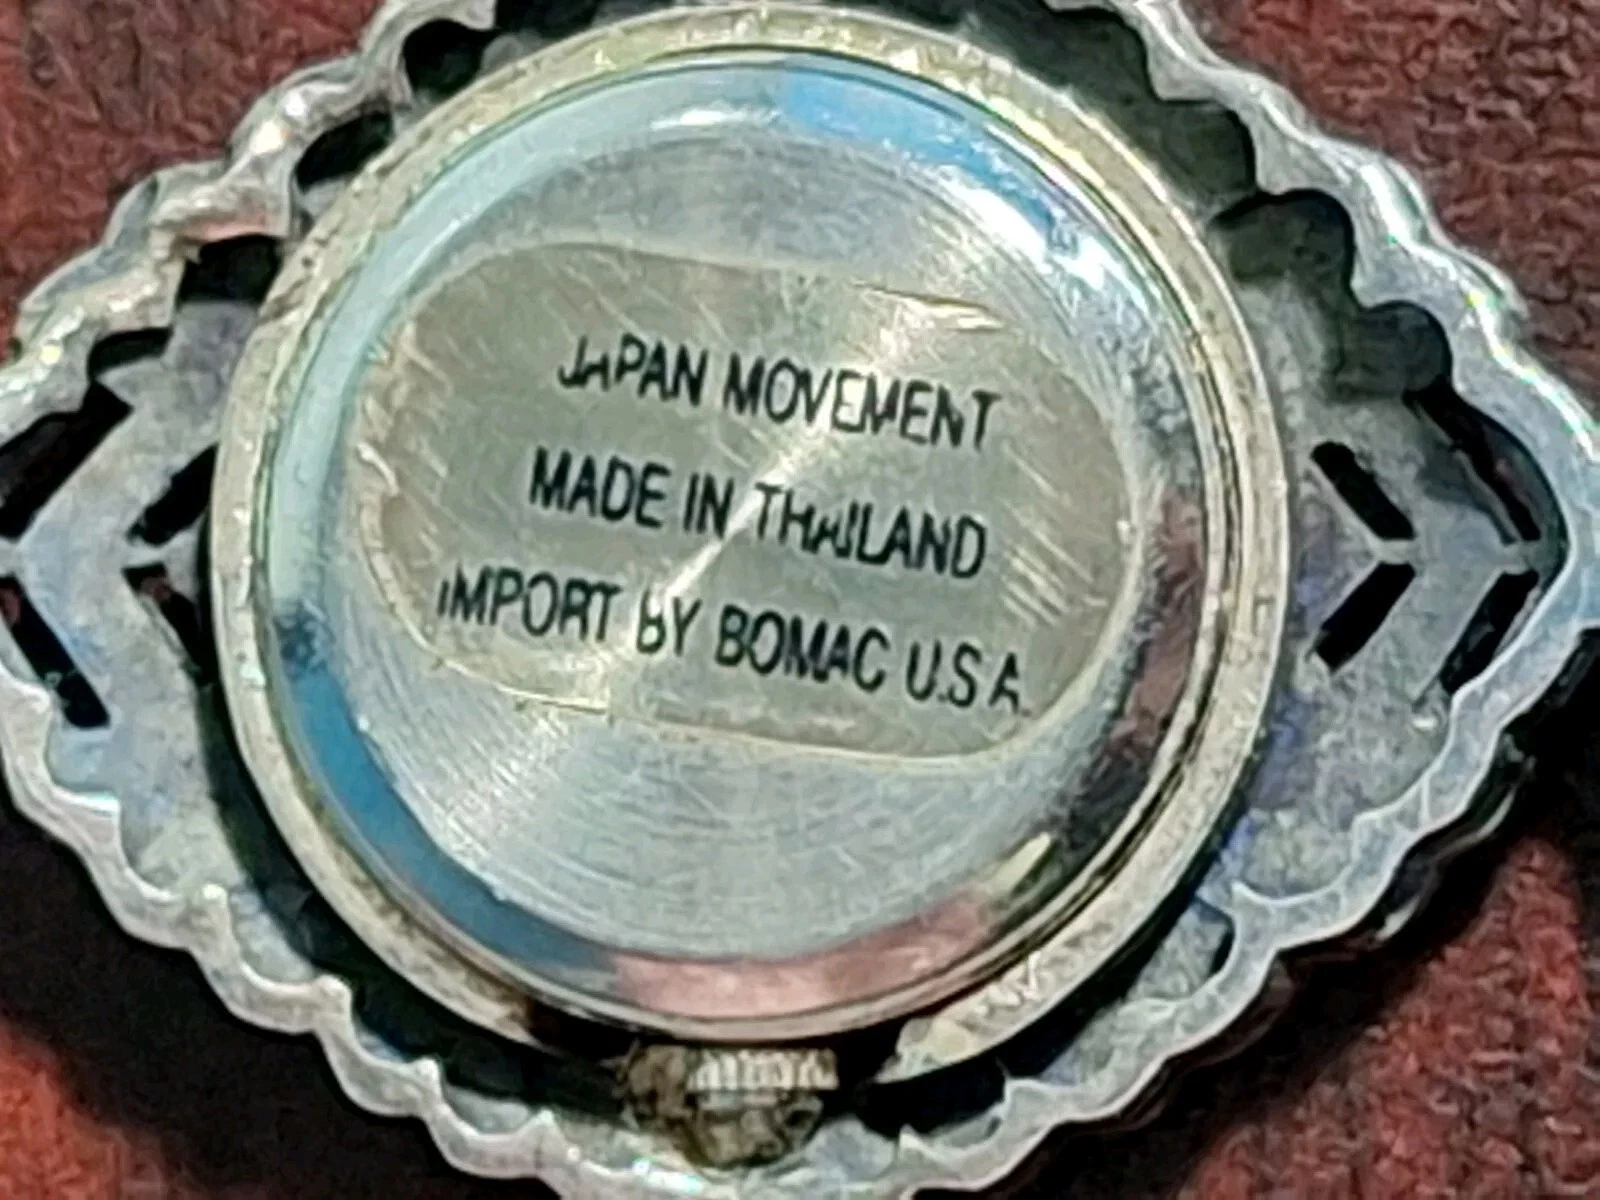 JAPAN MOVEMENT
MADE IN THAILAND
IMPORT BY BOMAC U.S.A.